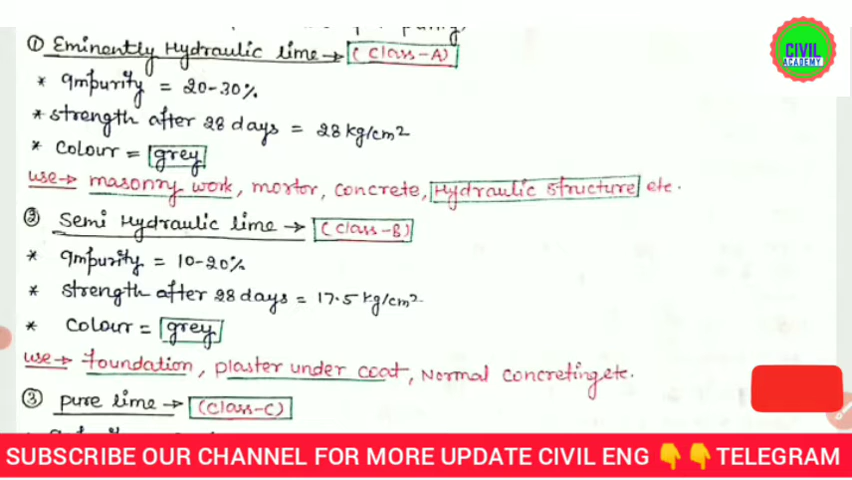 ① Eminently Hydraulic lime → (Class-A)
* Impurity = 20-30%
* strength after 28 days = 28 kg/cm²
* Colour = grey
use → masonry work, mortor, concrete, Hydraulic structure etc.
② Semi Hydraulic lime → (Class-B)
* Impurity = 10-20%
* strength after 28 days = 17.5 kg/cm²
* Colour = grey
use → foundation, plaster under coat, Normal concreting etc.
③ pure lime → (Class-C)
CIVIL
ACADEMY
SUBSCRIBE OUR CHANNEL FOR MORE UPDATE CIVIL ENG 👇👇 TELEGRAM